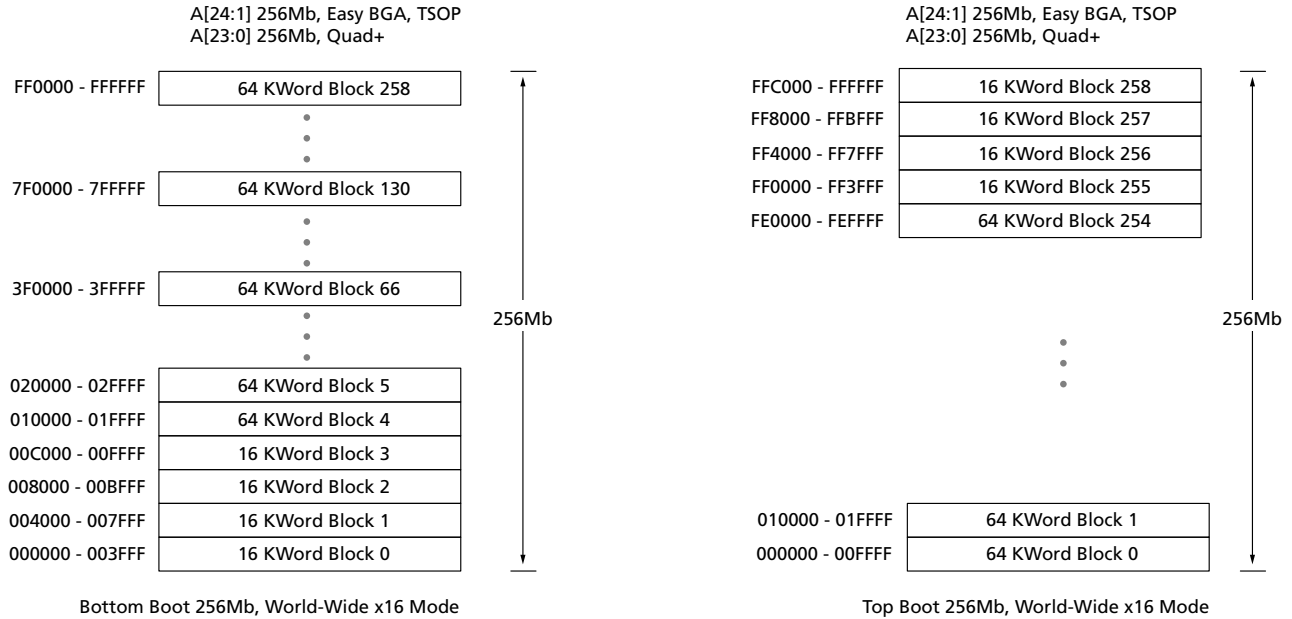 A[24:1] 256Mb, Easy BGA, TSOP
A[23:0] 256Mb, Quad+
FF0000 - FFFFFF 64 KWord Block 258
7F0000 - 7FFFFF 64 KWord Block 130
3F0000 - 3FFFFF 64 KWord Block 66
256Mb
020000 - 02FFFF 64 KWord Block 5
010000 - 01FFFF 64 KWord Block 4
00C000 - 00FFFF 16 KWord Block 3
008000 - 00BFFF 16 KWord Block 2
004000 - 007FFF 16 KWord Block 1
000000 - 003FFF 16 KWord Block 0
Bottom Boot 256Mb, World-Wide x16 Mode
A[24:1] 256Mb, Easy BGA, TSOP
A[23:0] 256Mb, Quad+
FFC000 - FFFFFF 16 KWord Block 258
FF8000 - FFBFFF 16 KWord Block 257
FF4000 - FF7FFF 16 KWord Block 256
FF0000 - FF3FFF 16 KWord Block 255
FE0000 - FEFFFF 64 KWord Block 254
256Mb
010000 - 01FFFF 64 KWord Block 1
000000 - 00FFFF 64 KWord Block 0
Top Boot 256Mb, World-Wide x16 Mode